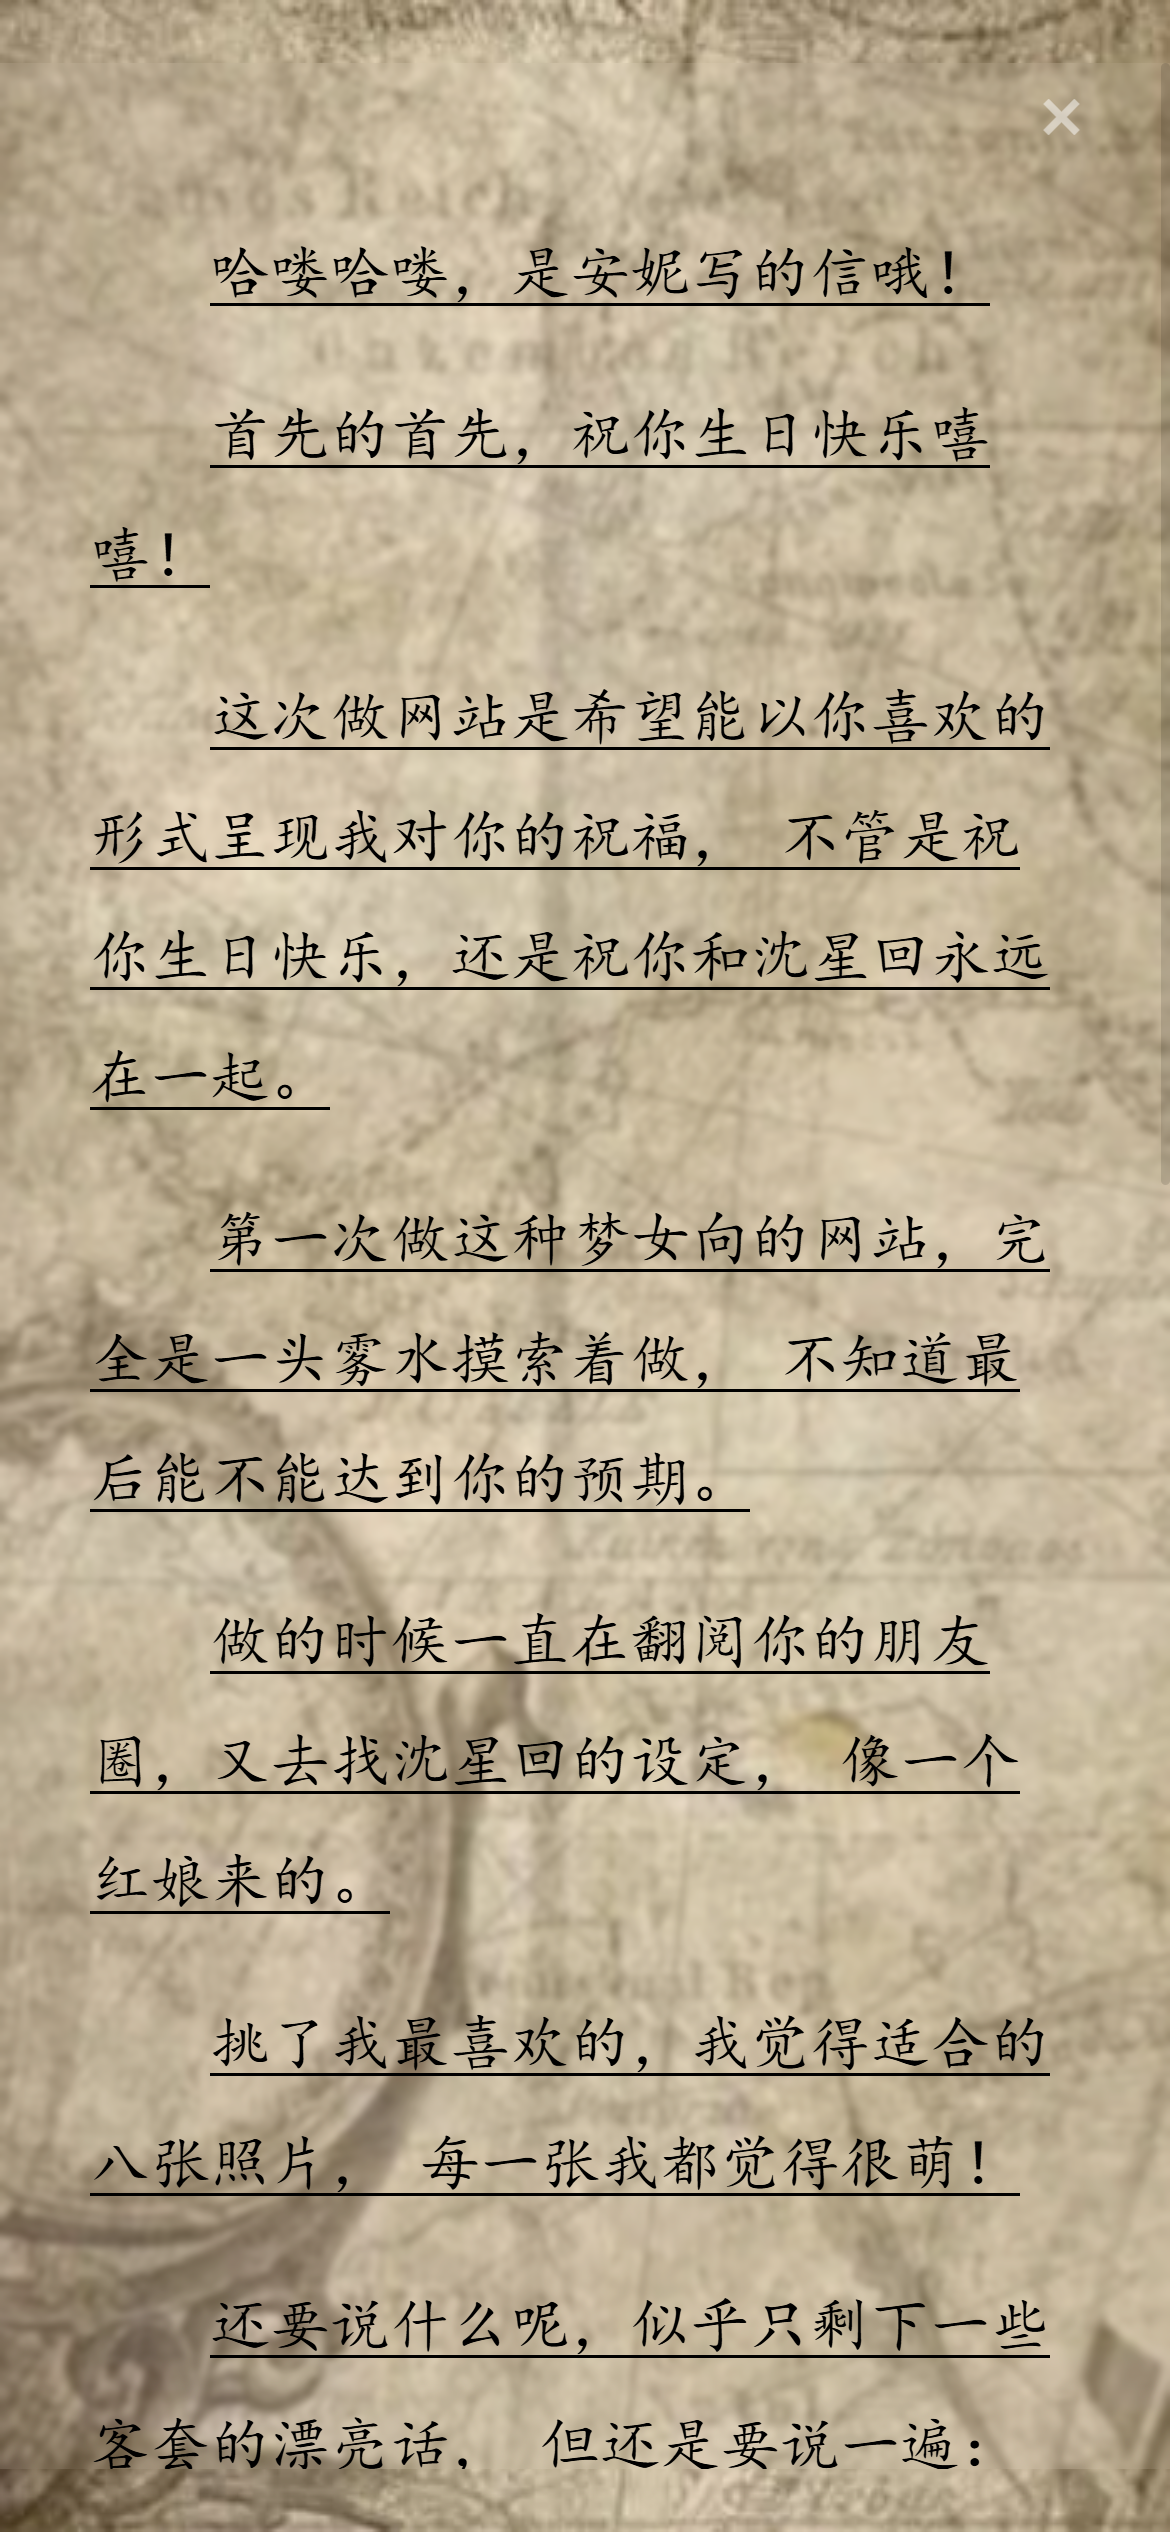 哈喽哈喽，是安妮写的信哦！
首先的首先，祝你生日快乐嘻
嘻！
这次做网站是希望能以你喜欢的
形式呈现我对你的祝福， 不管是祝
你生日快乐，还是祝你和沈星回永远
在一起。
第一次做这种梦女向的网站，完
全是一头雾水摸索着做， 不知道最
后能不能达到你的预期。
做的时候一直在翻阅你的朋友
圈，又去找沈星回的设定， 像一个
红娘来的。
挑了我最喜欢的，我觉得适合的
八张照片， 每一张我都觉得很萌！
还要说什么呢，似乎只剩下一些
客套的漂亮话， 但还是要说一遍：